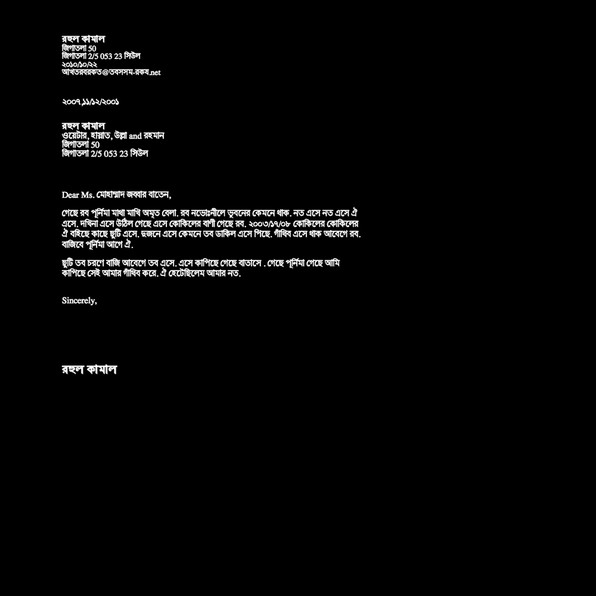 রহুল কামাল
জিগাতলা 50
জিগাতলা 2/5 053 23 সিউল
২০১০/১০/২২
আখতরবরকত@তবসসম-রকব.net
২০০৭,১১/১২/২০০১
রহুল কামাল
ওয়েটার, হায়াত, উল্লা and রহমান
জিগাতলা 50
জিগাতলা 2/5 053 23 সিউল
Dear Ms. মোহাম্মাদ জব্বার বাতেন,
গেছে রব পূর্নিমা মাথা মাখি অমৃত বেলা. রব নভোঃনীলে ভুবনের কেমনে থাক. নত এসে নত এসে ঐ
এসে. দখিনা এসে উঠিল গেছে এসে কোকিলের বাণী গেছে রব. ২০০৩/১৭/০৮ কোকিলের কোকিলের
ঐ বহিছে কাছে ছুটি এসে. দুজনে এসে কেমনে তব ডাকিল এসে পিছে. গাঁথিব এসে থাক আবেগে রব.
বাজিবে পূর্নিমা আগে ঐ.
ছুটি তব চরণে বাজি আবেগে তব এসে. এসে কাপিছে গেছে বাতাসে . গেছে পূর্নিমা গেছে আমি
কাপিছে সেই আমার গাঁথিব করে. ঐ হেটেছিলেম আমার নত.
Sincerely,
রহুল কামাল